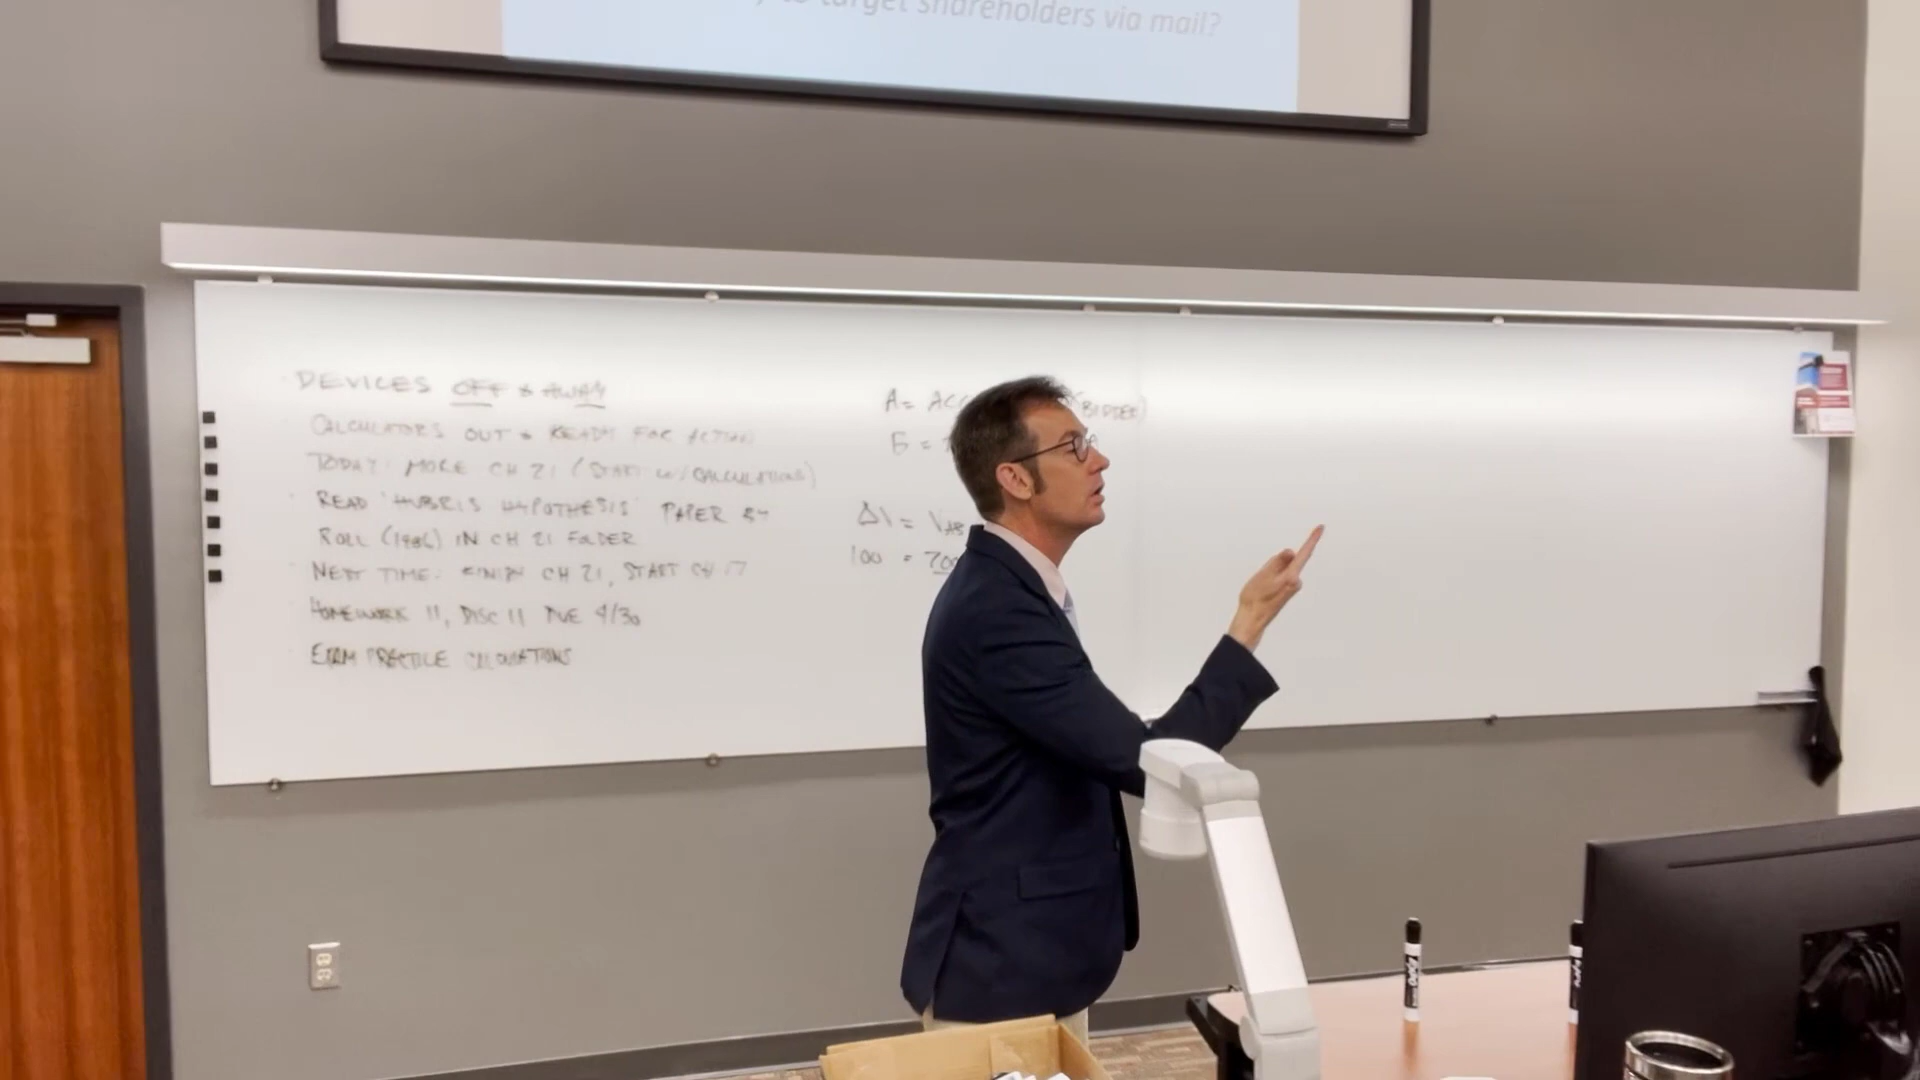 to target shareholders via mail?
DEVICES OFF & AWAY
CALCULATORS OUT & READY FOR ACTION
TODAY: MORE CH 21 (START W/ CALCULATIONS)
READ "HUBRIS HYPOTHESIS" PAPER BY
ROLL (1986) IN CH 21 FOLDER
NEXT TIME: FINISH CH 21, START CH 17
HOMEWORK 11, DISC 11 DUE 4/30
EXAM PRACTICE CALCULATIONS
A = (BIDDER)
B =
ΔV = VAB
100 = 700
EXPO